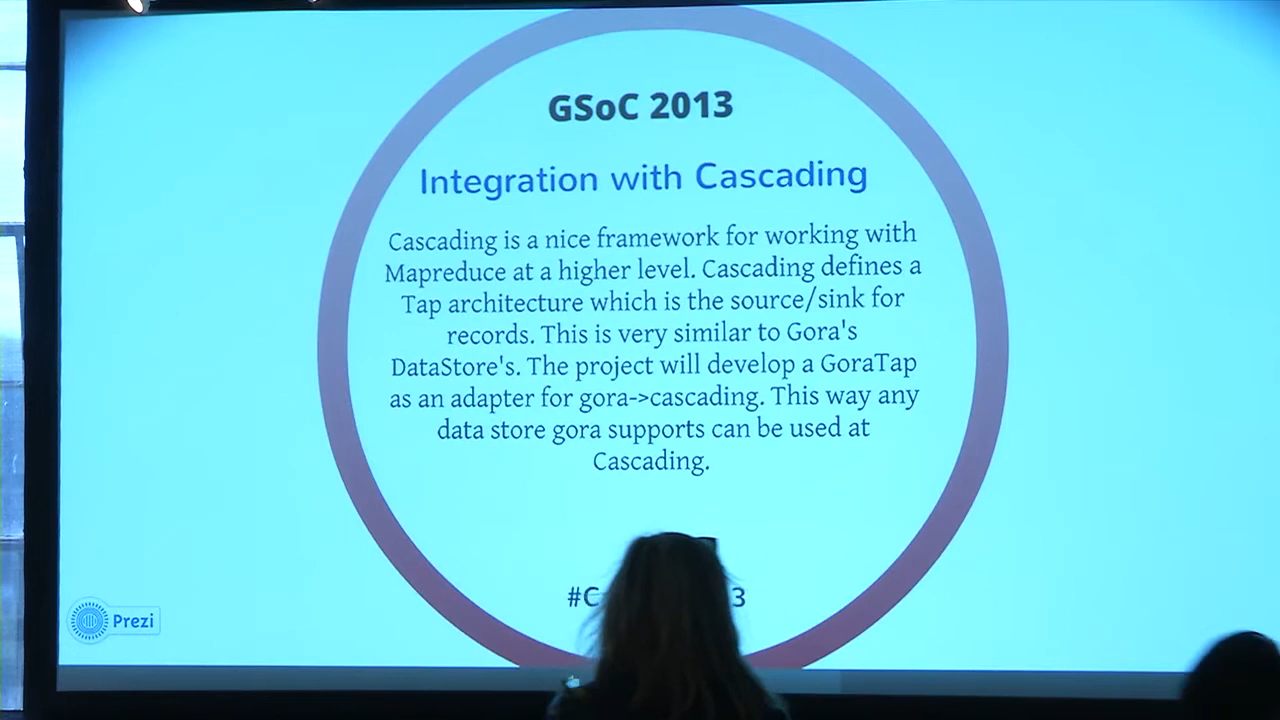 GSoC 2013
Integration with Cascading
Cascading is a nice framework for working with
Mapreduce at a higher level. Cascading defines a
Tap architecture which is the source/sink for
records. This is very similar to Gora's
DataStore's. The project will develop a GoraTap
as an adapter for gora->cascading. This way any
data store gora supports can be used at
Cascading.
Prezi